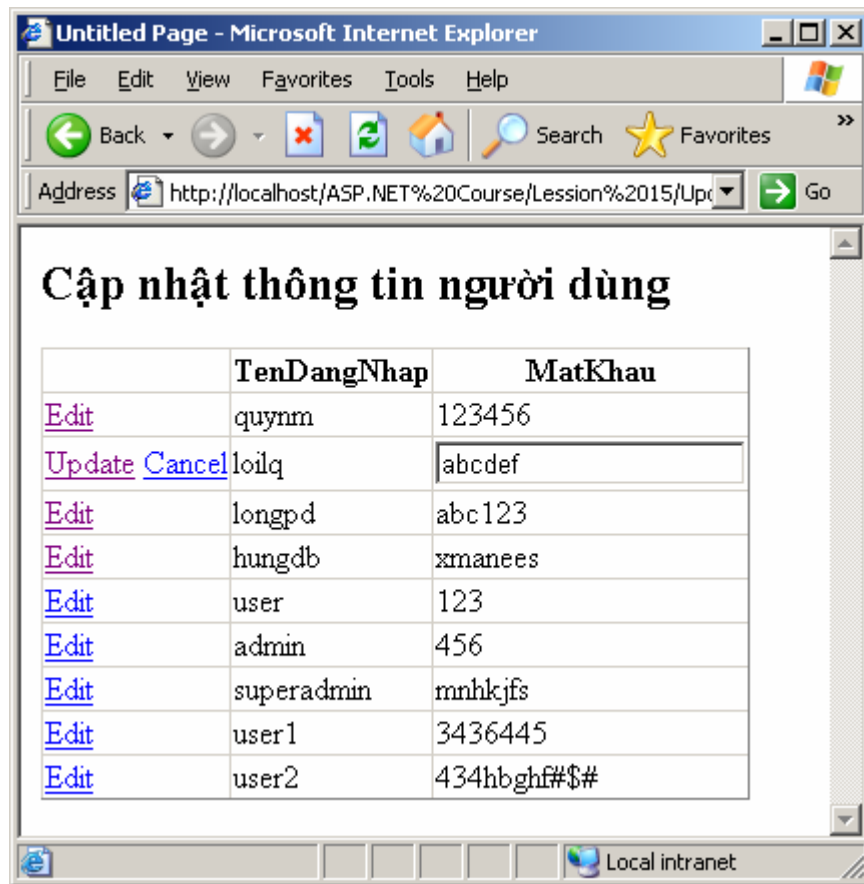 Untitled Page - Microsoft Internet Explorer
File Edit View Favorites Tools Help
Back Search Favorites »
Address http://localhost/ASP.NET%20Course/Lession%2015/Upd Go
Cập nhật thông tin người dùng
TenDangNhap MatKhau
Edit quynm 123456
Update Cancel loilq abcdef
Edit longpd abc123
Edit hungdb xmanees
Edit user 123
Edit admin 456
Edit superadmin mnhkjfs
Edit user1 3436445
Edit user2 434hbghf#$#
Local intranet